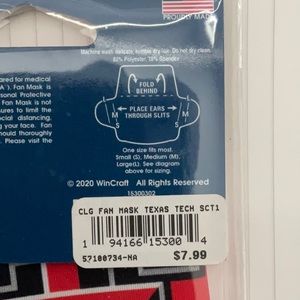 PROUDLY MADE
Machine wash delicate, tumble dry low. Do not dry clean.
82% Polyester, 18% Spandex
ared for medical
Fan Mask is
rsonal Protective
Fan Mask is not
ures to limit the
cial distancing,
g your face. Fan
hould thoroughly
Please visit the
FOLD
BEHIND
PLACE EARS
THROUGH SLITS
M
S
M
S
One size fits most.
Small (S), Medium (M),
Large (L). See diagram
above for sizing.
© 2020 WinCraft / All Rights Reserved
15300302
CLG FAN MASK TEXAS TECH SCT1
1 94166 15300 4
57100734-NA
$7.99